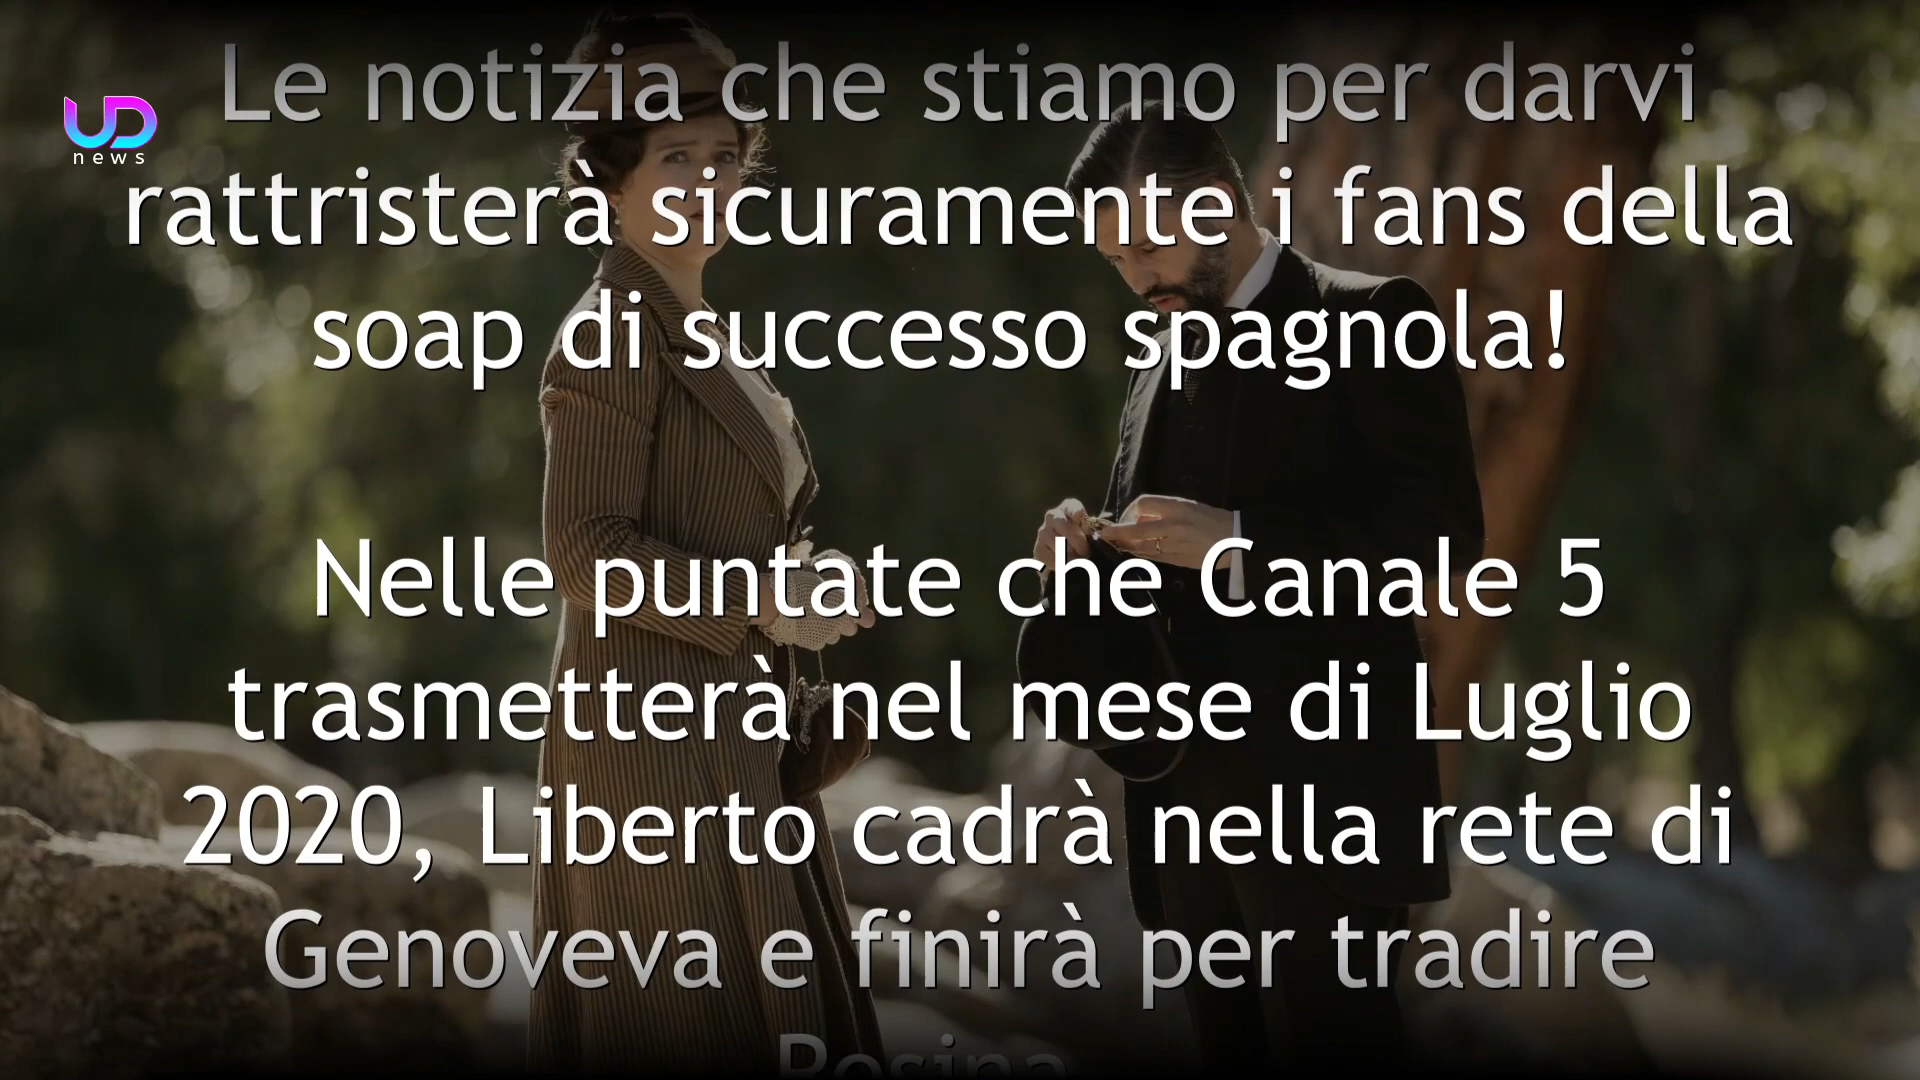 UD
news
Le notizia che stiamo per darvi
rattristerà sicuramente i fans della
soap di successo spagnola!
Nelle puntate che Canale 5
trasmetterà nel mese di Luglio
2020, Liberto cadrà nella rete di
Genoveva e finirà per tradire
Rosina